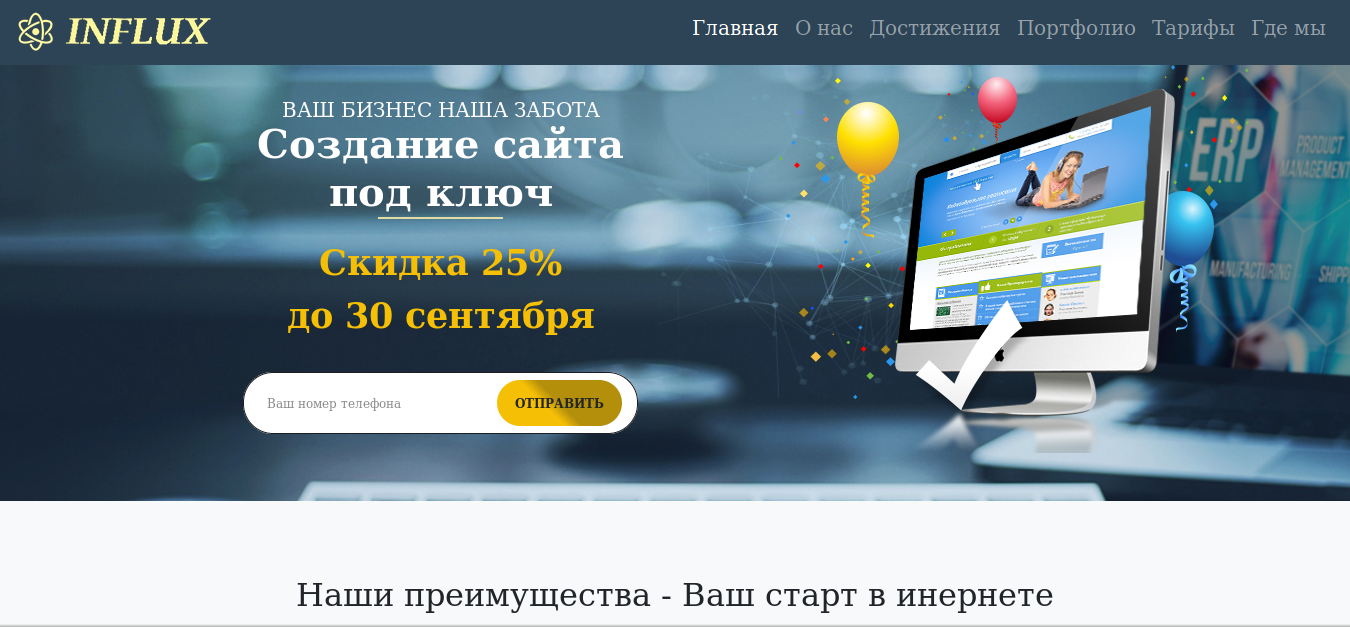 INFLUX
Главная О нас Достижения Портфолио Тарифы Где мы
ВАШ БИЗНЕС НАША ЗАБОТА
Создание сайта
под ключ
Скидка 25%
до 30 сентября
Ваш номер телефона
ОТПРАВИТЬ
ERP
PRODUCT
MANAGEMENT
MANUFACTURING
Наши преимущества - Ваш старт в инернете